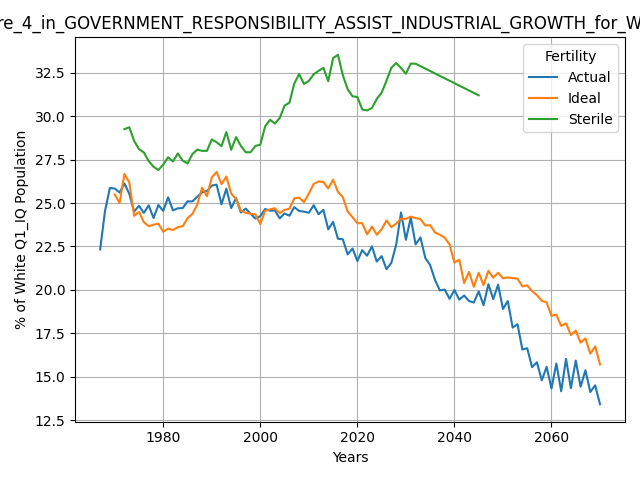 re_4_in_GOVERNMENT_RESPONSIBILITY_ASSIST_INDUSTRIAL_GROWTH_for_W
Fertility
Actual
Ideal
Sterile
% of White Q1_IQ Population
32.5
30.0
27.5
25.0
22.5
20.0
17.5
15.0
12.5
1980
2000
2020
2040
2060
Years